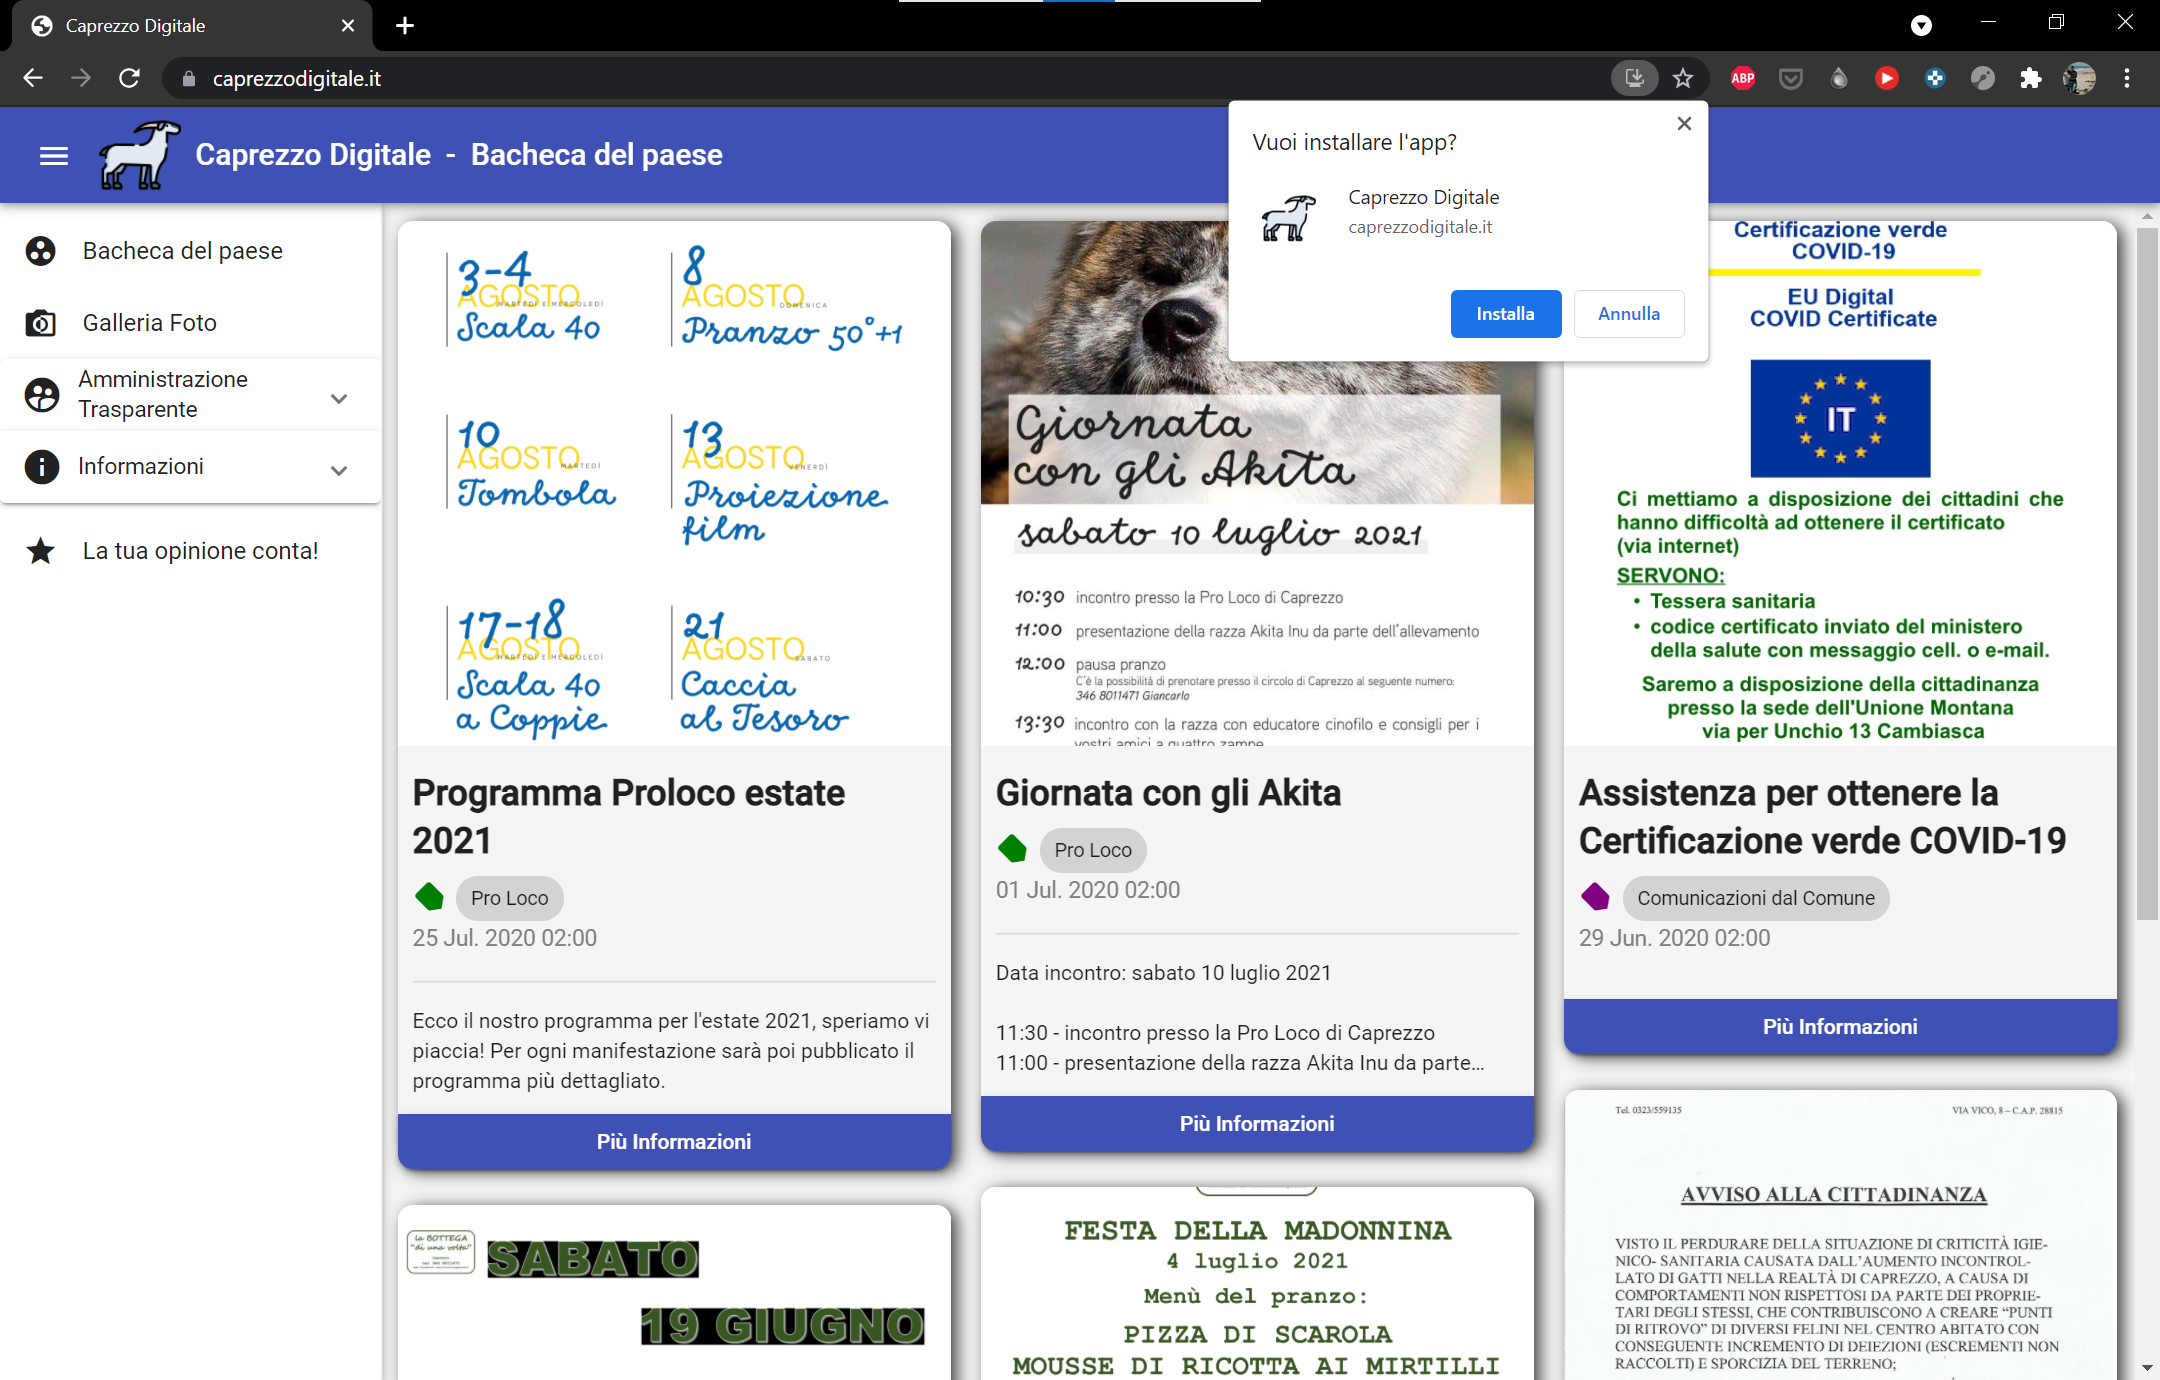 Caprezzo Digitale
caprezzodigitale.it
ABP
Caprezzo Digitale - Bacheca del paese
Vuoi installare l'app?
Caprezzo Digitale
caprezzodigitale.it
Installa
Annulla
Bacheca del paese
Galleria Foto
Amministrazione
Trasparente
Informazioni
La tua opinione conta!
3-4
AGOSTO
MARTEDÌ E MERCOLEDÌ
Scala 40
8
AGOSTO
DOMENICA
Pranzo 50°+1
10
AGOSTO
MARTEDÌ
Tombola
13
AGOSTO
VENERDÌ
Proiezione
film
17-18
AGOSTO
MARTEDÌ E MERCOLEDÌ
Scala 40
a Coppie
21
AGOSTO
SABATO
Caccia
al Tesoro
Programma Proloco estate
2021
Pro Loco
25 Jul. 2020 02:00
Ecco il nostro programma per l'estate 2021, speriamo vi
piaccia! Per ogni manifestazione sarà poi pubblicato il
programma più dettagliato.
Più Informazioni
Giornata
con gli Akita
sabato 10 luglio 2021
10:30 incontro presso la Pro Loco di Caprezzo
11:00 presentazione della razza Akita Inu da parte dell'allevamento
12:00 pausa pranzo
C'è la possibilità di prenotare presso il circolo di Caprezzo al seguente numero:
346 8011471 Giancarlo
13:30 incontro con la razza con educatore cinofilo e consigli per i
vostri amici a quattro zampe
Giornata con gli Akita
Pro Loco
01 Jul. 2020 02:00
Data incontro: sabato 10 luglio 2021
11:30 - incontro presso la Pro Loco di Caprezzo
11:00 - presentazione della razza Akita Inu da parte...
Più Informazioni
Certificazione verde
COVID-19
EU Digital
COVID Certificate
IT
Ci mettiamo a disposizione dei cittadini che
hanno difficoltà ad ottenere il certificato
(via internet)
SERVONO:
• Tessera sanitaria
• codice certificato inviato del ministero
della salute con messaggio cell. o e-mail.
Saremo a disposizione della cittadinanza
presso la sede dell'Unione Montana
via per Unchio 13 Cambiasca
Assistenza per ottenere la
Certificazione verde COVID-19
Comunicazioni dal Comune
29 Jun. 2020 02:00
Più Informazioni
la BOTTEGA
"di una volta"
SABATO
19 GIUGNO
FESTA DELLA MADONNINA
4 luglio 2021
Menù del pranzo:
PIZZA DI SCAROLA
MOUSSE DI RICOTTA AI MIRTILLI
Tel. 0323/559135
VIA VICO, 8 – C.A.P. 28815
AVVISO ALLA CITTADINANZA
VISTO IL PERDURARE DELLA SITUAZIONE DI CRITICITÀ IGIE-
NICO- SANITARIA CAUSATA DALL'AUMENTO INCONTROL-
LATO DI GATTI NELLA REALTÀ DI CAPREZZO, A CAUSA DI
COMPORTAMENTI NON RISPETTOSI DA PARTE DEI PROPRIE-
TARI DEGLI STESSI, CHE CONTRIBUISCONO A CREARE "PUNTI
DI RITROVO" DI DIVERSI FELINI NEL CENTRO ABITATO CON
CONSEGUENTE INCREMENTO DI DEIEZIONI (ESCREMENTI NON
RACCOLTI) E SPORCIZIA DEL TERRENO;